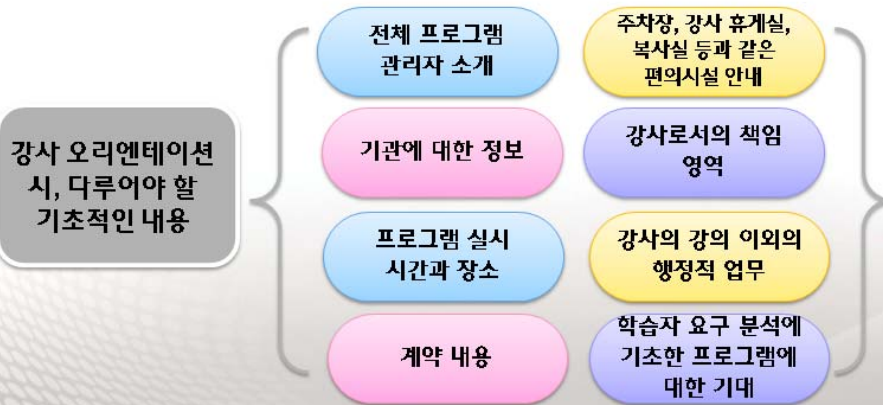 강사 오리엔테이션
시, 다루어야 할
기초적인 내용
전체 프로그램
관리자 소개
주차장, 강사 휴게실,
복사실 등과 같은
편의시설 안내
기관에 대한 정보
강사로서의 책임
영역
프로그램 실시
시간과 장소
강사의 강의 이외의
행정적 업무
계약 내용
학습자 요구 분석에
기초한 프로그램에
대한 기대